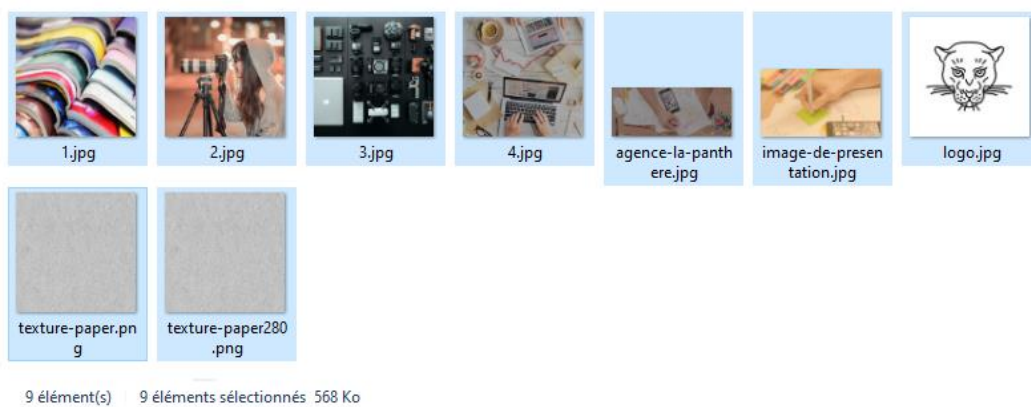 1.jpg
2.jpg
3.jpg
4.jpg
agence-la-panth
ere.jpg
image-de-presen
tation.jpg
logo.jpg
texture-paper.pn
g
texture-paper280
.png
9 élément(s) 9 éléments sélectionnés 568 Ko